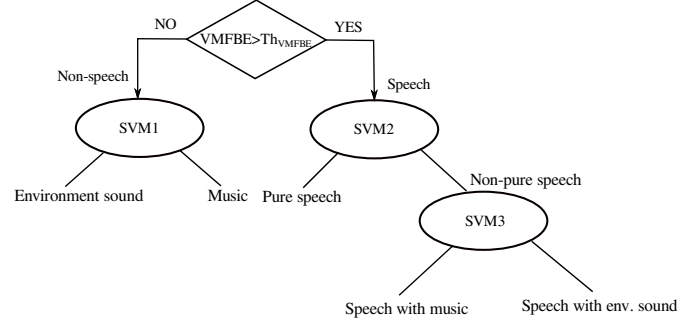 NO
YES
VMFBE>Th_VMFBE
Non-speech
Speech
SVM1
SVM2
Environment sound
Music
Pure speech
Non-pure speech
SVM3
Speech with music
Speech with env. sound